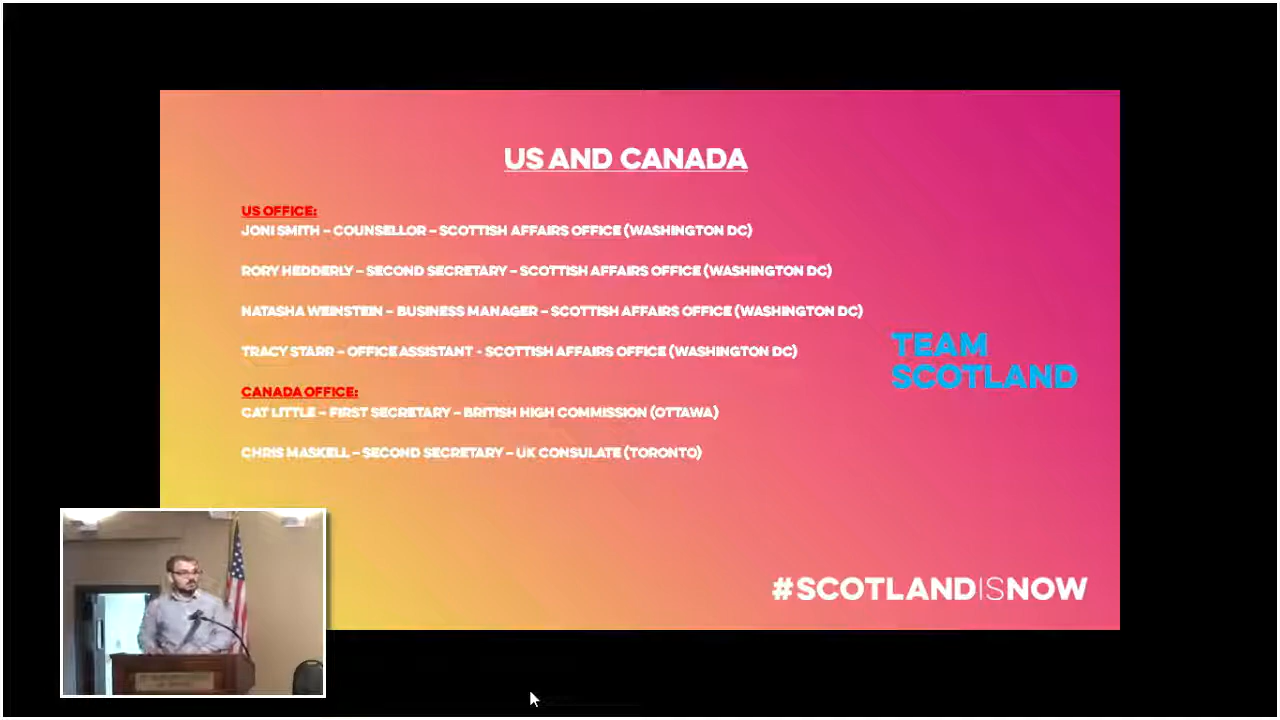 US AND CANADA
US OFFICE:
JONI SMITH – COUNSELLOR – SCOTTISH AFFAIRS OFFICE (WASHINGTON DC)
RORY HEDDERLY – SECOND SECRETARY – SCOTTISH AFFAIRS OFFICE (WASHINGTON DC)
NATASHA WEINSTEIN – BUSINESS MANAGER – SCOTTISH AFFAIRS OFFICE (WASHINGTON DC)
TRACY STARR – OFFICE ASSISTANT - SCOTTISH AFFAIRS OFFICE (WASHINGTON DC)
CANADA OFFICE:
CAT LITTLE – FIRST SECRETARY – BRITISH HIGH COMMISSION (OTTAWA)
CHRIS MASKELL – SECOND SECRETARY – UK CONSULATE (TORONTO)
TEAM
SCOTLAND
#SCOTLANDISNOW